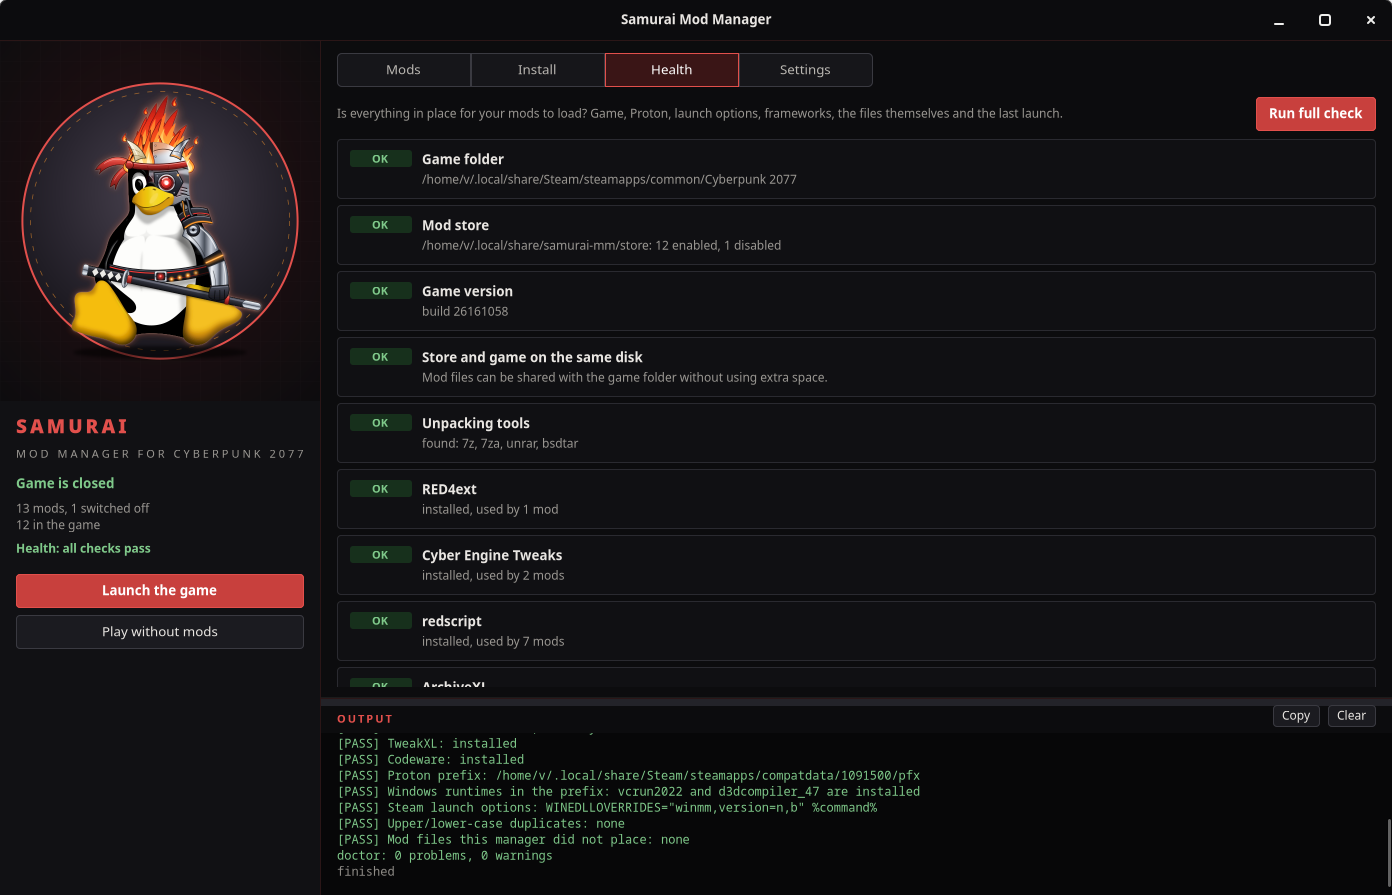 Samurai Mod Manager
Mods
Install
Health
Settings
Is everything in place for your mods to load? Game, Proton, launch options, frameworks, the files themselves and the last launch.
Run full check
OK
Game folder
/home/v/.local/share/Steam/steamapps/common/Cyberpunk 2077
OK
Mod store
/home/v/.local/share/samurai-mm/store: 12 enabled, 1 disabled
OK
Game version
build 26161058
OK
Store and game on the same disk
Mod files can be shared with the game folder without using extra space.
OK
Unpacking tools
found: 7z, 7za, unrar, bsdtar
OK
RED4ext
installed, used by 1 mod
OK
Cyber Engine Tweaks
installed, used by 2 mods
OK
redscript
installed, used by 7 mods
OK
ArchiveXL
SAMURAI
MOD MANAGER FOR CYBERPUNK 2077
Game is closed
13 mods, 1 switched off
12 in the game
Health: all checks pass
Launch the game
Play without mods
OUTPUT
Copy
Clear
[PASS] TweakXL: installed
[PASS] Codeware: installed
[PASS] Proton prefix: /home/v/.local/share/Steam/steamapps/compatdata/1091500/pfx
[PASS] Windows runtimes in the prefix: vcrun2022 and d3dcompiler_47 are installed
[PASS] Steam launch options: WINEDLLOVERRIDES="winmm,version=n,b" %command%
[PASS] Upper/lower-case duplicates: none
[PASS] Mod files this manager did not place: none
doctor: 0 problems, 0 warnings
finished